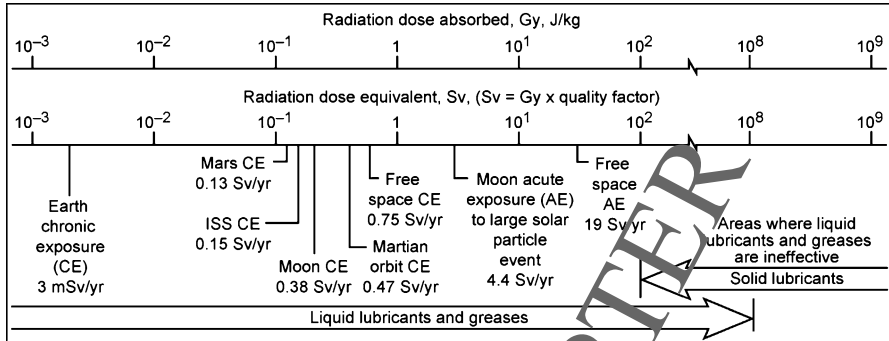 Radiation dose absorbed, Gy, J/kg
10⁻³ 10⁻² 10⁻¹ 1 10¹ 10² 10⁸ 10⁹
Radiation dose equivalent, Sv, (Sv = Gy x quality factor)
10⁻³ 10⁻² 10⁻¹ 1 10¹ 10² 10⁸ 10⁹
Earth
chronic
exposure
(CE)
3 mSv/yr
Mars CE
0.13 Sv/yr
ISS CE
0.15 Sv/yr
Moon CE
0.38 Sv/yr
Martian
orbit CE
0.47 Sv/yr
Free
space CE
0.75 Sv/yr
Moon acute
exposure (AE)
to large solar
particle
event
4.4 Sv/yr
Free
space
AE
19 Sv/yr
Areas where liquid
lubricants and greases
are ineffective
Solid lubricants
Liquid lubricants and greases
PTER